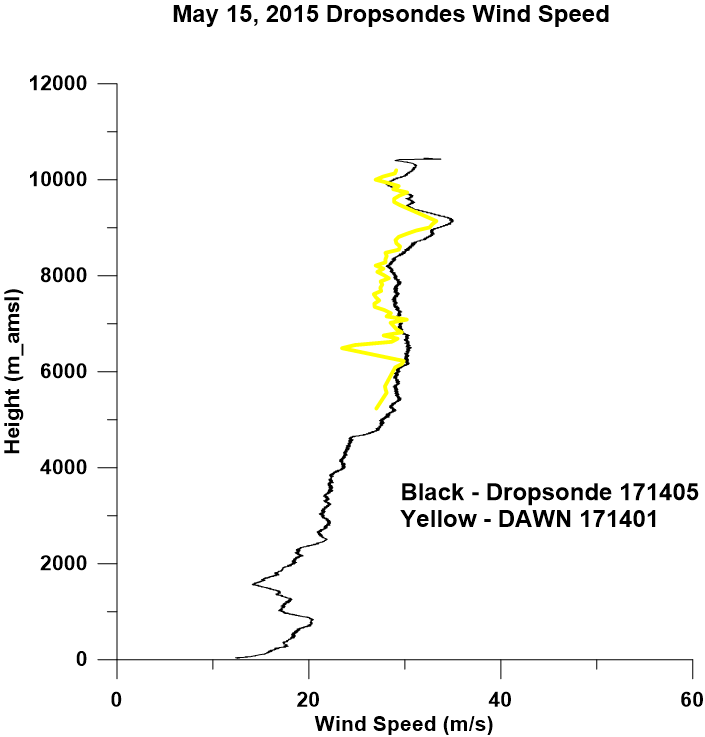 May 15, 2015 Dropsondes Wind Speed
12000
10000
8000
6000
4000
2000
0
Height (m_amsl)
Black - Dropsonde 171405
Yellow - DAWN 171401
0 20 40 60
Wind Speed (m/s)